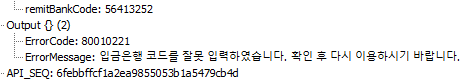 remitBankCode: 56413252
Output {} (2)
ErrorCode: 80010221
ErrorMessage: 입금은행 코드를 잘못 입력하였습니다. 확인 후 다시 이용하시기 바랍니다.
API_SEQ: 6febbffcf1a2ea9855053b1a5479cb4d